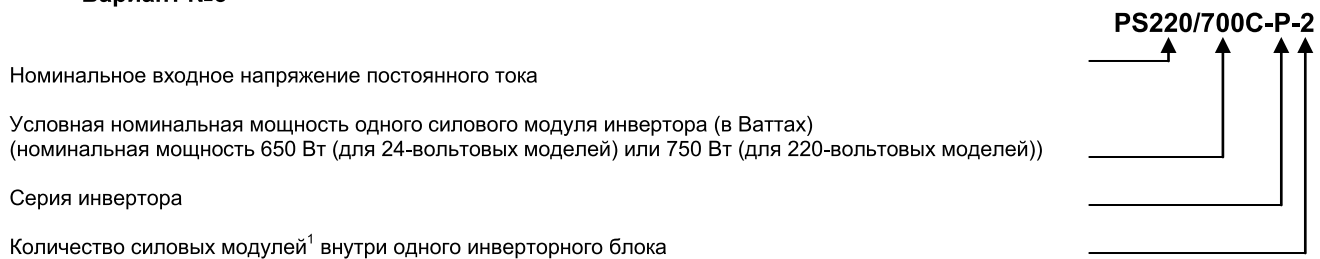 PS220/700C-P-2
Номинальное входное напряжение постоянного тока
Условная номинальная мощность одного силового модуля инвертора (в Ваттах)
(номинальная мощность 650 Вт (для 24-вольтовых моделей) или 750 Вт (для 220-вольтовых моделей))
Серия инвертора
Количество силовых модулей¹ внутри одного инверторного блока